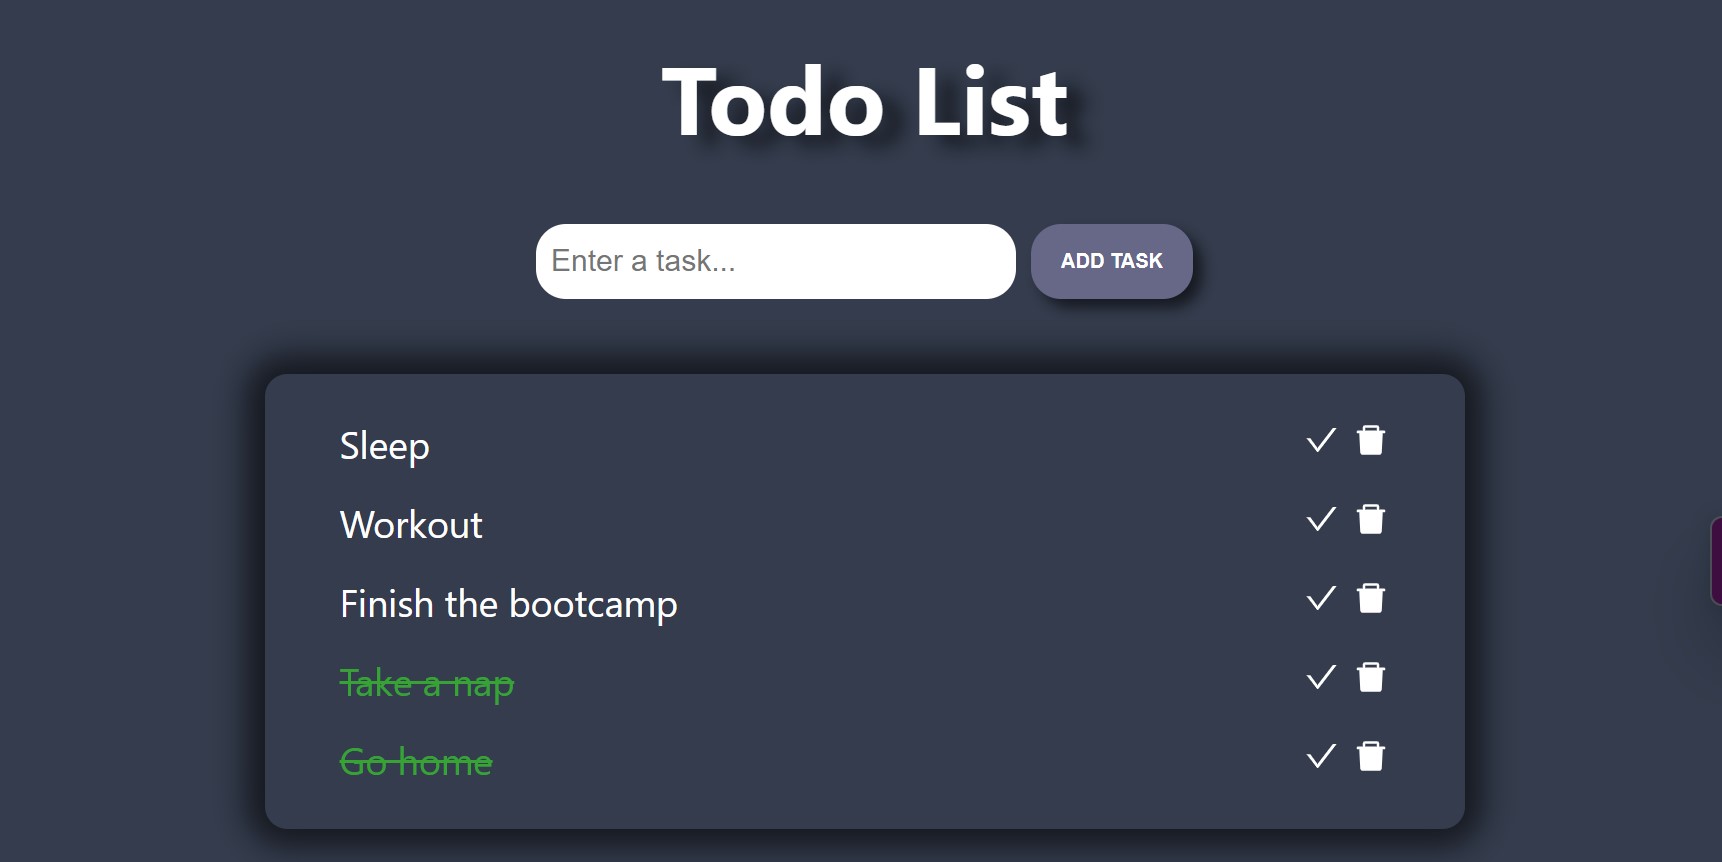 Todo List
Enter a task...
ADD TASK
Sleep
Workout
Finish the bootcamp
Take a nap
Go home